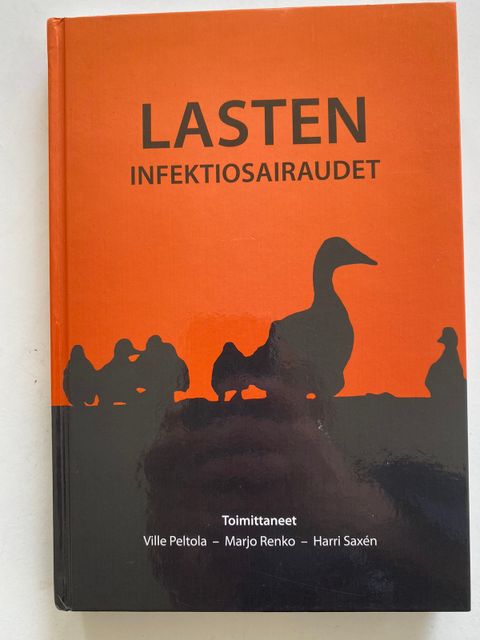 LASTEN
INFEKTIOSAIRAUDET
Toimittaneet
Ville Peltola – Marjo Renko – Harri Saxén